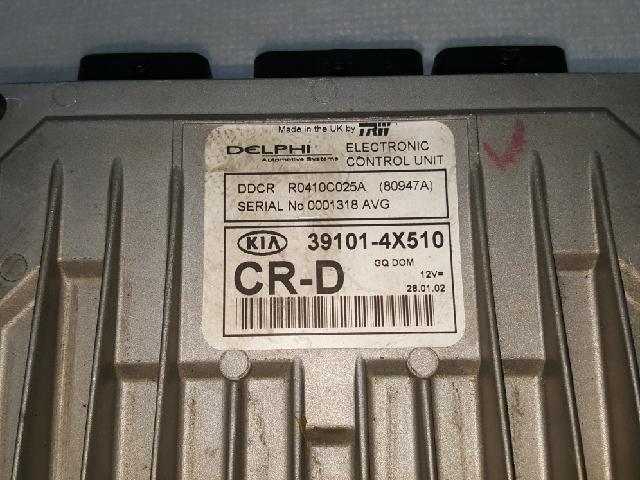 Made in the UK by TRW
DELPHI
Automotive Systems
ELECTRONIC
CONTROL UNIT
DDCR R0410C025A (80947A)
SERIAL No 0001318 AVG
KIA 39101-4X510
CR-D GQ DOM
12V=
28.01.02